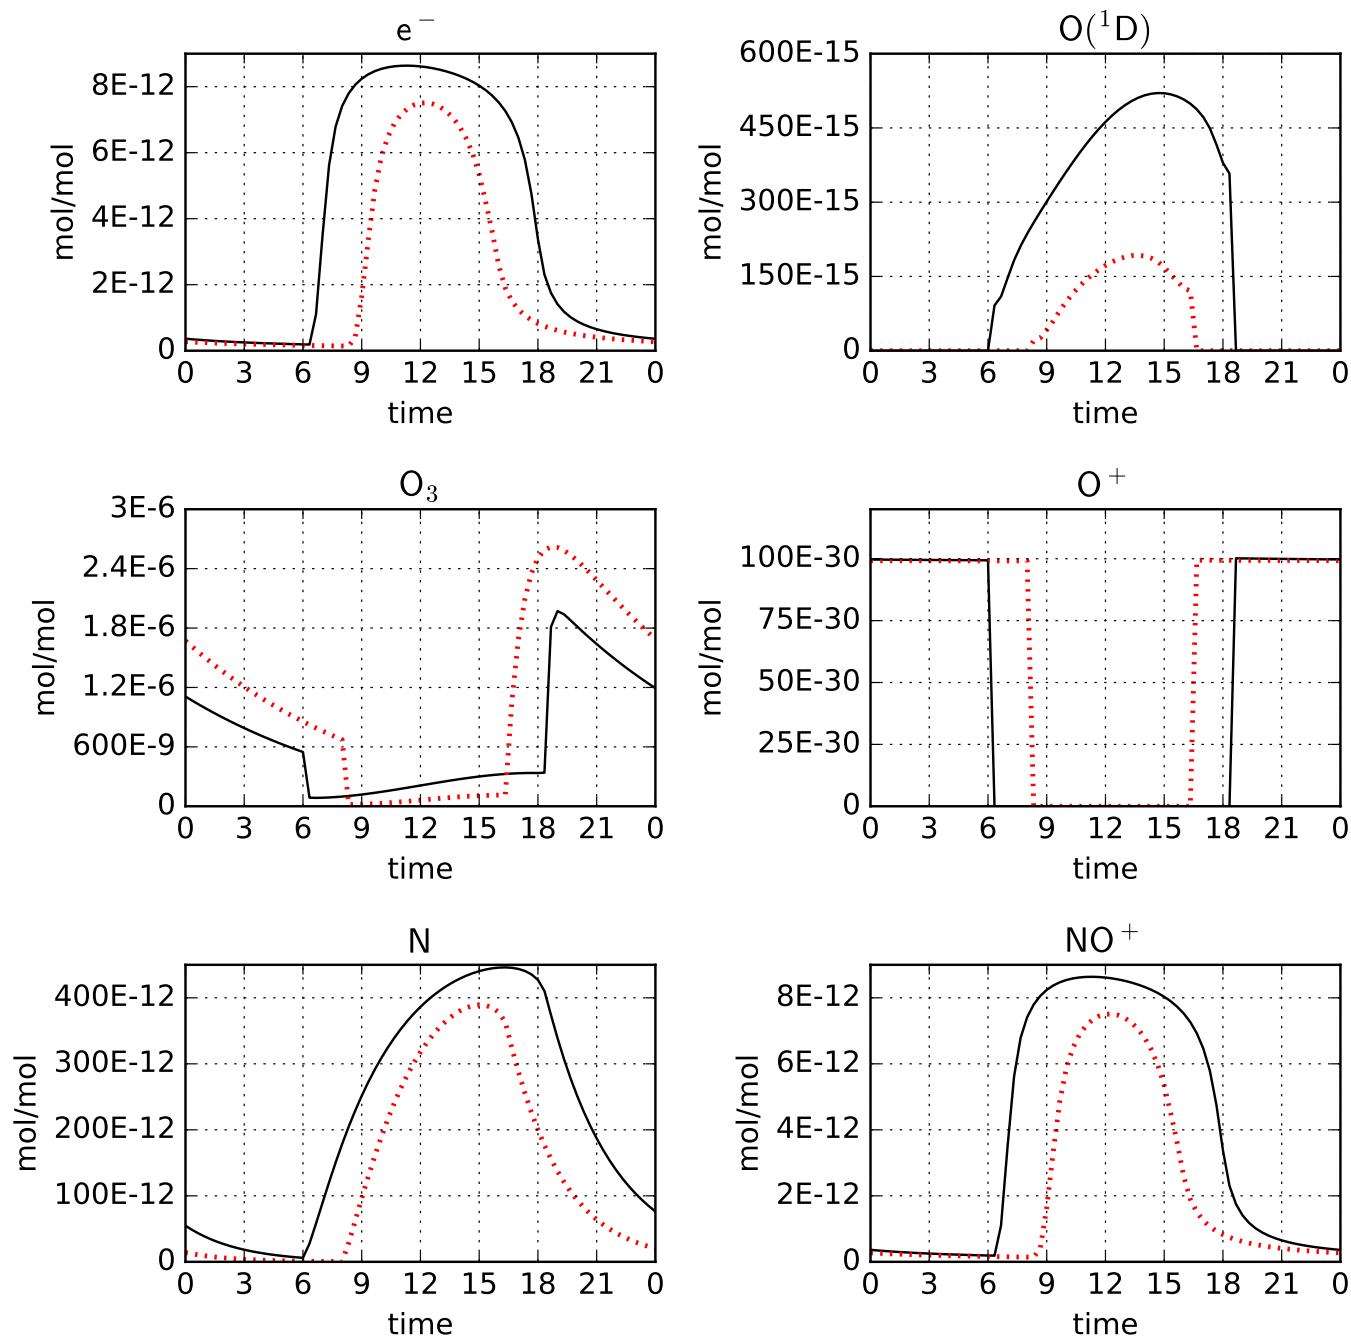 e⁻
8E-12
6E-12
4E-12
2E-12
0
mol/mol
0 3 6 9 12 15 18 21 0
time
O(¹D)
600E-15
450E-15
300E-15
150E-15
0
mol/mol
0 3 6 9 12 15 18 21 0
time
O₃
3E-6
2.4E-6
1.8E-6
1.2E-6
600E-9
0
mol/mol
0 3 6 9 12 15 18 21 0
time
O⁺
100E-30
75E-30
50E-30
25E-30
0
mol/mol
0 3 6 9 12 15 18 21 0
time
N
400E-12
300E-12
200E-12
100E-12
0
mol/mol
0 3 6 9 12 15 18 21 0
time
NO⁺
8E-12
6E-12
4E-12
2E-12
0
mol/mol
0 3 6 9 12 15 18 21 0
time